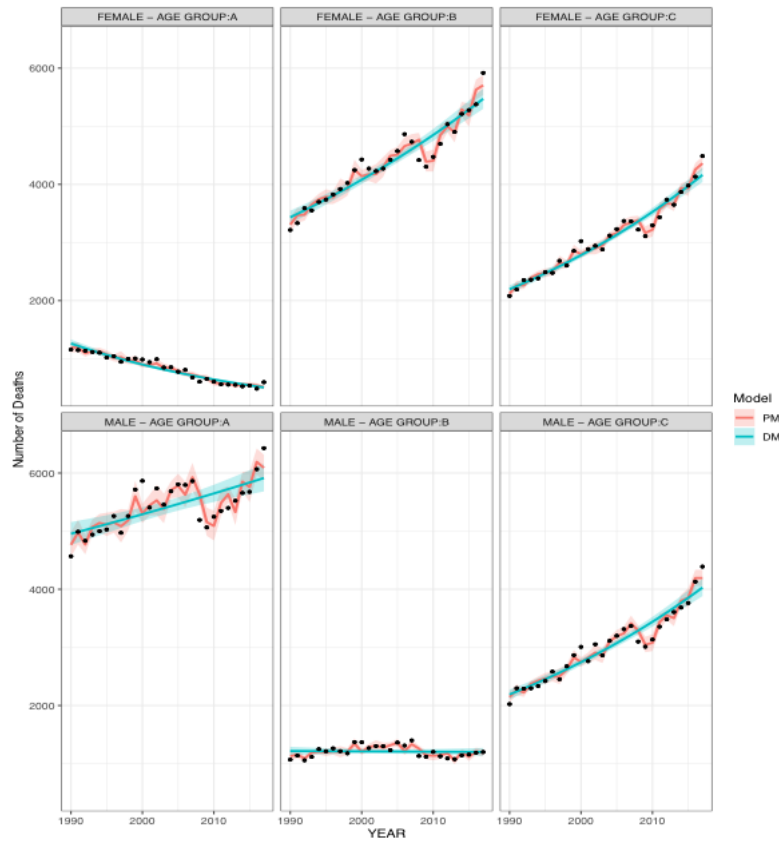 FEMALE – AGE GROUP:A
FEMALE – AGE GROUP:B
FEMALE – AGE GROUP:C
6000
4000
2000
Number of Deaths
MALE – AGE GROUP:A
MALE – AGE GROUP:B
MALE – AGE GROUP:C
6000
4000
2000
1990
2000
2010
1990
2000
2010
1990
2000
2010
YEAR
Model
PM
DM